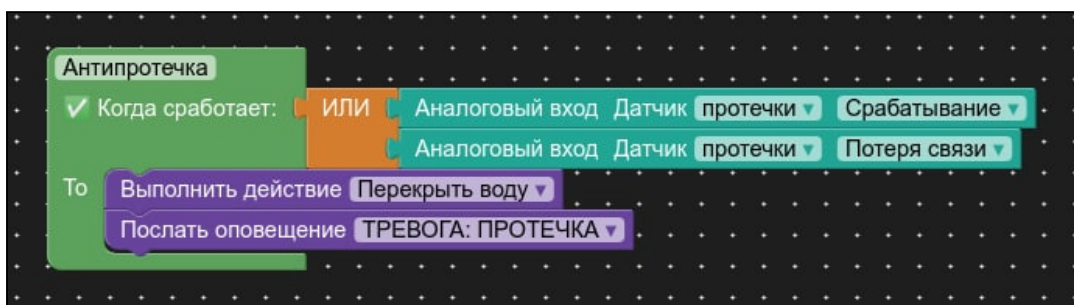 Антипротечка
Когда сработает: ИЛИ Аналоговый вход Датчик протечки Срабатывание
Аналоговый вход Датчик протечки Потеря связи
То Выполнить действие Перекрыть воду
Послать оповещение ТРЕВОГА: ПРОТЕЧКА